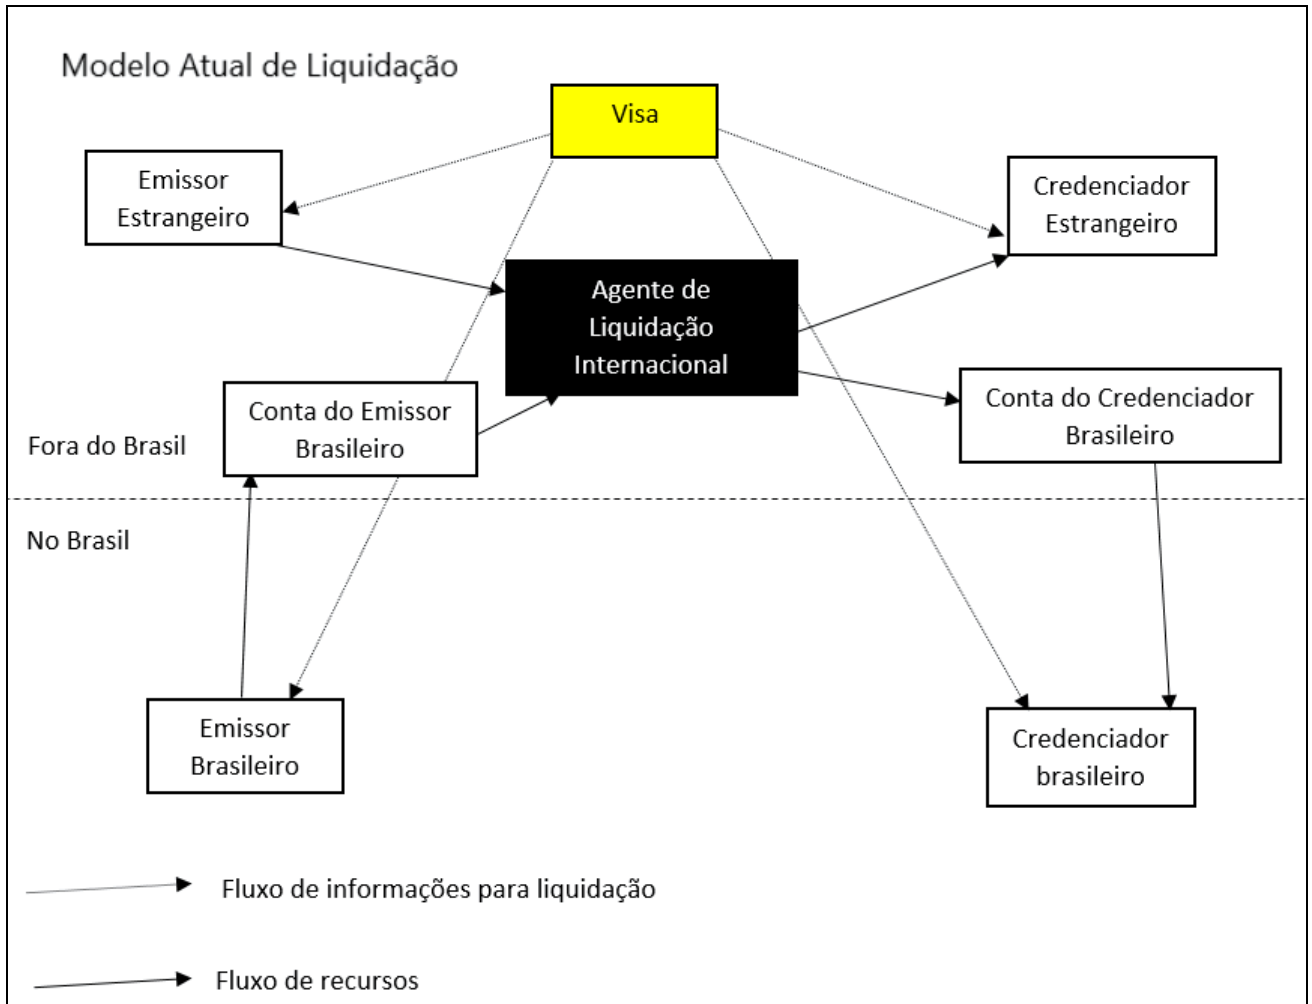 Modelo Atual de Liquidação
Visa
Emissor
Estrangeiro
Credenciador
Estrangeiro
Agente de
Liquidação
Internacional
Conta do Emissor
Brasileiro
Conta do Credenciador
Brasileiro
Fora do Brasil
No Brasil
Emissor
Brasileiro
Credenciador
brasileiro
Fluxo de informações para liquidação
Fluxo de recursos